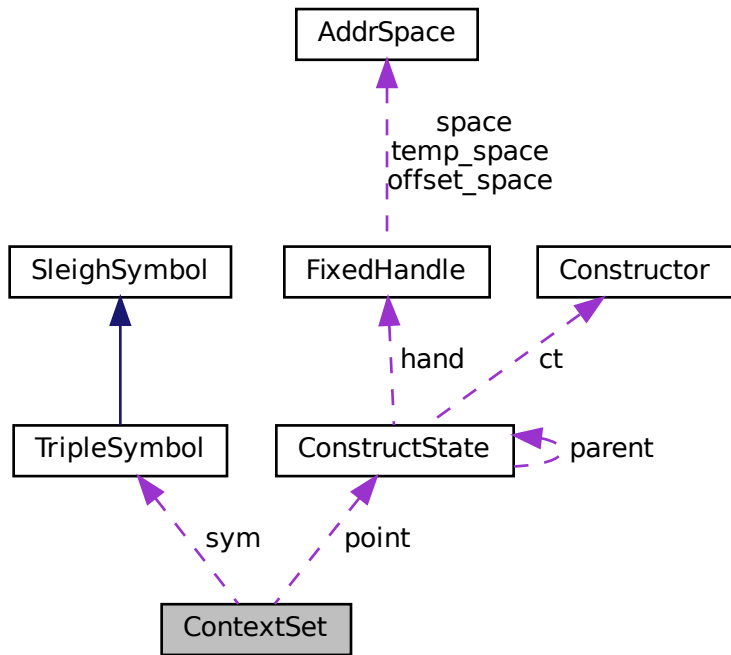 AddrSpace
space
temp_space
offset_space
SleighSymbol
FixedHandle
Constructor
hand
ct
TripleSymbol
ConstructState
parent
sym
point
ContextSet